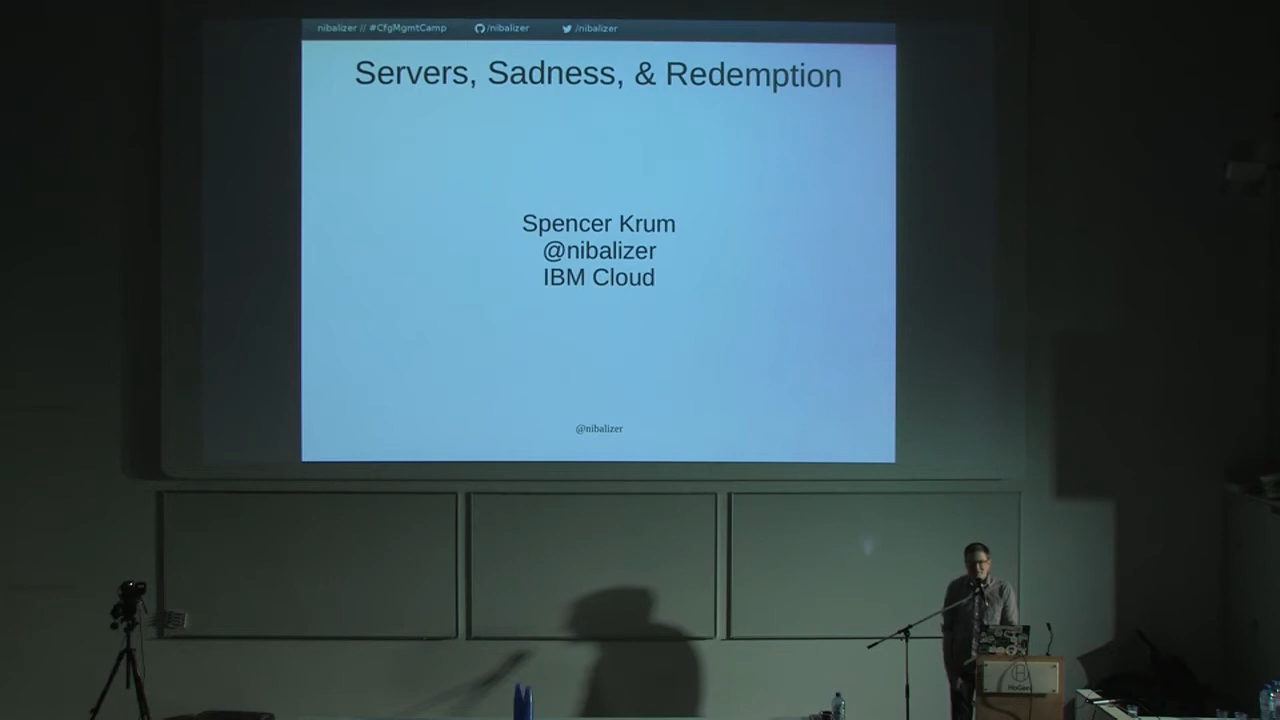 nibalizer // #CfgMgmtCamp /nibalizer /nibalizer
Servers, Sadness, & Redemption
Spencer Krum
@nibalizer
IBM Cloud
@nibalizer